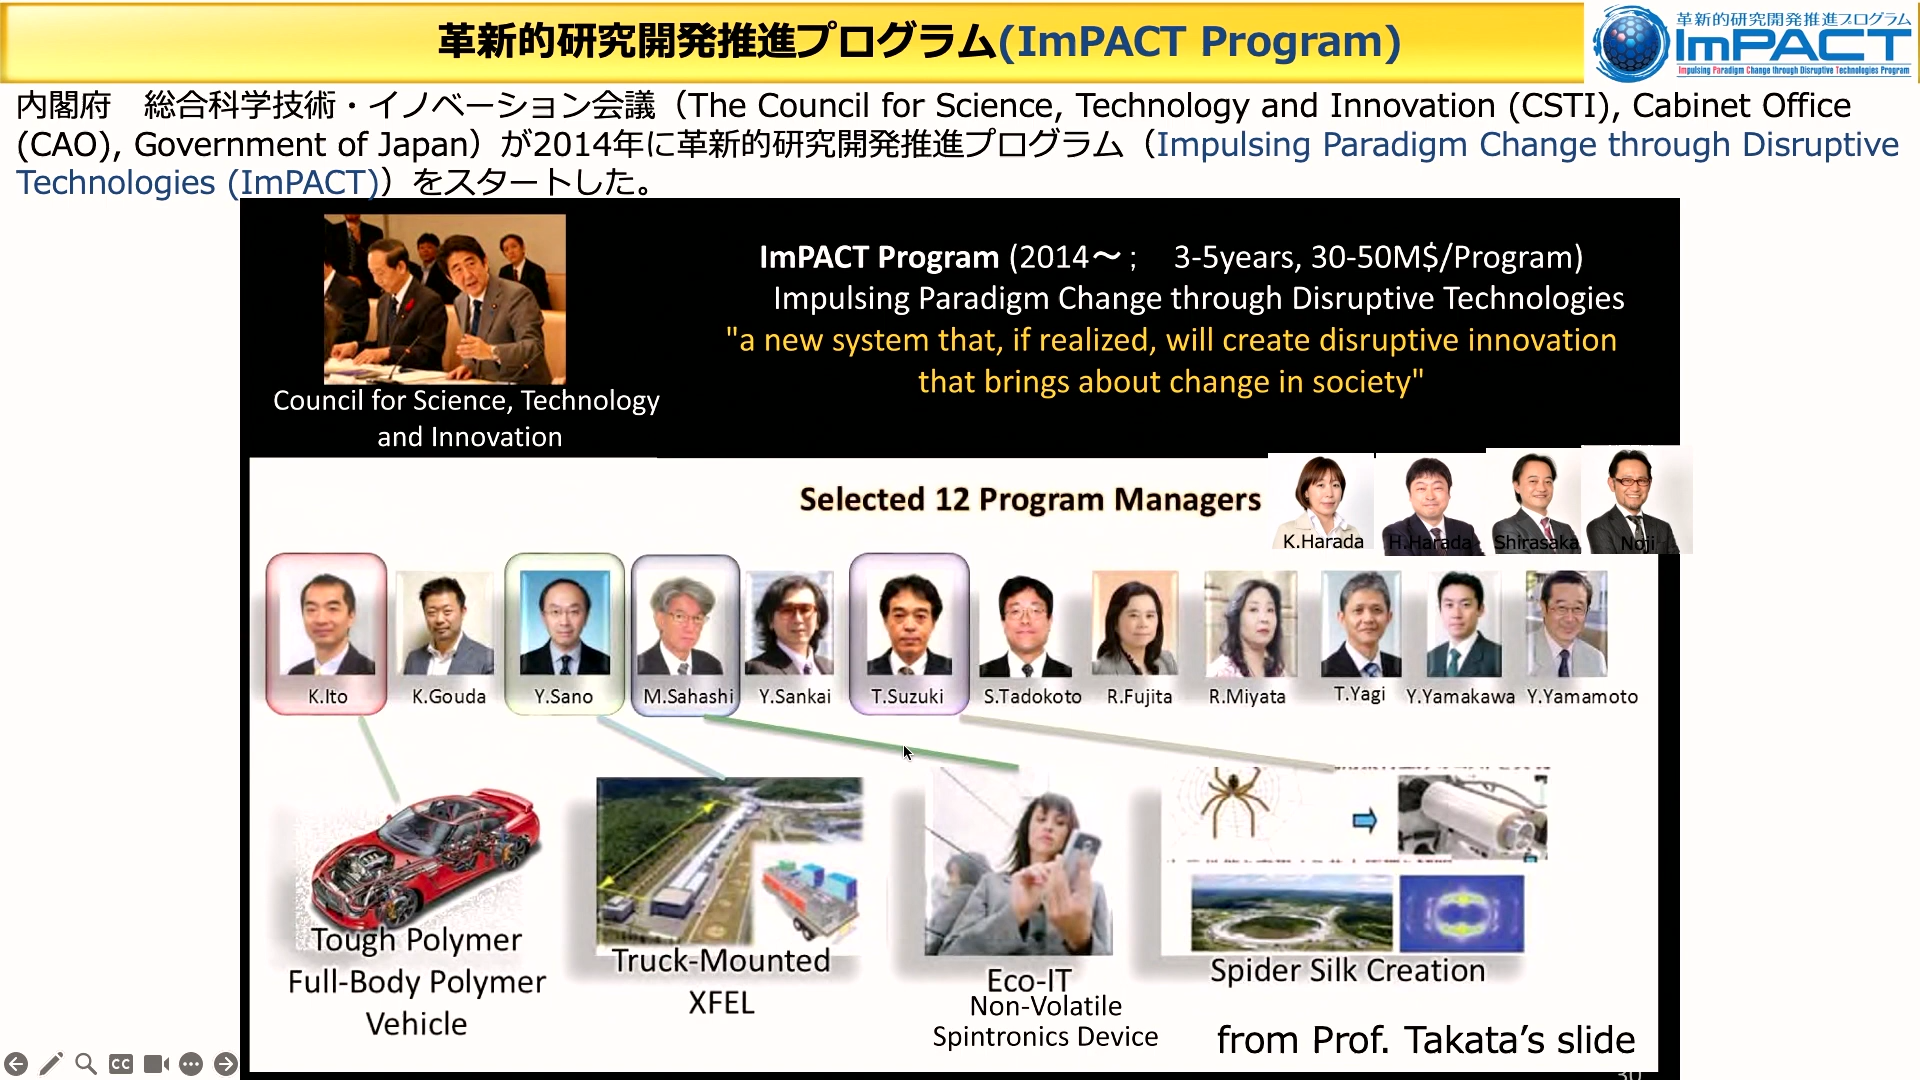 革新的研究開発推進プログラム(ImPACT Program)
革新的研究開発推進プログラム
ImPACT
Impulsing Paradigm Change through Disruptive Technologies Program
内閣府　総合科学技術・イノベーション会議（The Council for Science, Technology and Innovation (CSTI), Cabinet Office
(CAO), Government of Japan）が2014年に革新的研究開発推進プログラム（Impulsing Paradigm Change through Disruptive
Technologies (ImPACT)）をスタートした。
ImPACT Program (2014～;　3-5years, 30-50M$/Program)
Impulsing Paradigm Change through Disruptive Technologies
"a new system that, if realized, will create disruptive innovation
that brings about change in society"
Council for Science, Technology
and Innovation
Selected 12 Program Managers
K.Harada H.Harada Shirasaka Noji
K.Ito K.Gouda Y.Sano M.Sahashi Y.Sankai T.Suzuki S.Tadokoto R.Fujita R.Miyata T.Yagi Y.Yamakawa Y.Yamamoto
Tough Polymer
Full-Body Polymer
Vehicle
Truck-Mounted
XFEL
Eco-IT
Non-Volatile
Spintronics Device
Spider Silk Creation
from Prof. Takata's slide
CC
30